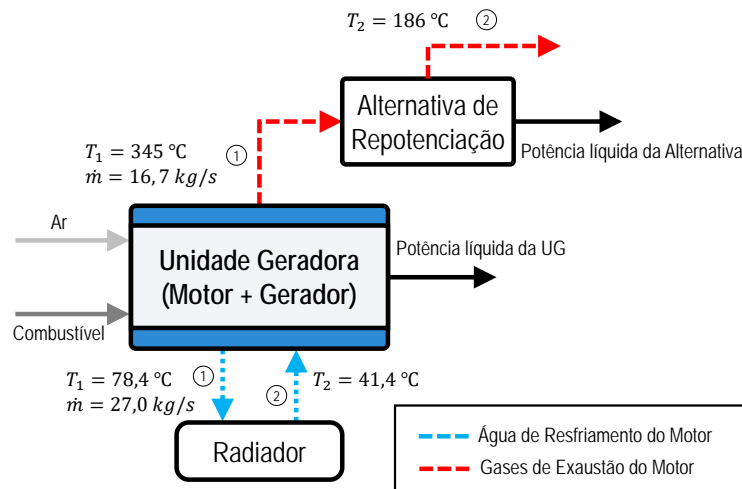 T₂ = 186 °C
2
Alternativa de
Repotenciação
Potência líquida da Alternativa
1
T₁ = 345 °C
ṁ = 16,7 kg/s
Ar
Unidade Geradora
(Motor + Gerador)
Potência líquida da UG
Combustível
T₁ = 78,4 °C
ṁ = 27,0 kg/s
1
2
T₂ = 41,4 °C
Radiador
Água de Resfriamento do Motor
Gases de Exaustão do Motor